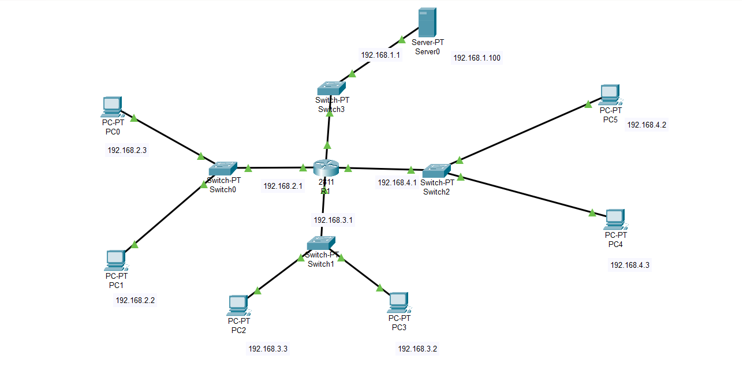 Server-PT
Server0
192.168.1.1
192.168.1.100
Switch-PT
Switch3
PC-PT
PC0
192.168.2.3
PC-PT
PC5
192.168.4.2
Switch-PT
Switch0
192.168.2.1
192.168.4.1
Switch-PT
Switch2
192.168.3.1
Switch-PT
Switch1
PC-PT
PC4
192.168.4.3
PC-PT
PC1
192.168.2.2
PC-PT
PC2
192.168.3.3
PC-PT
PC3
192.168.3.2